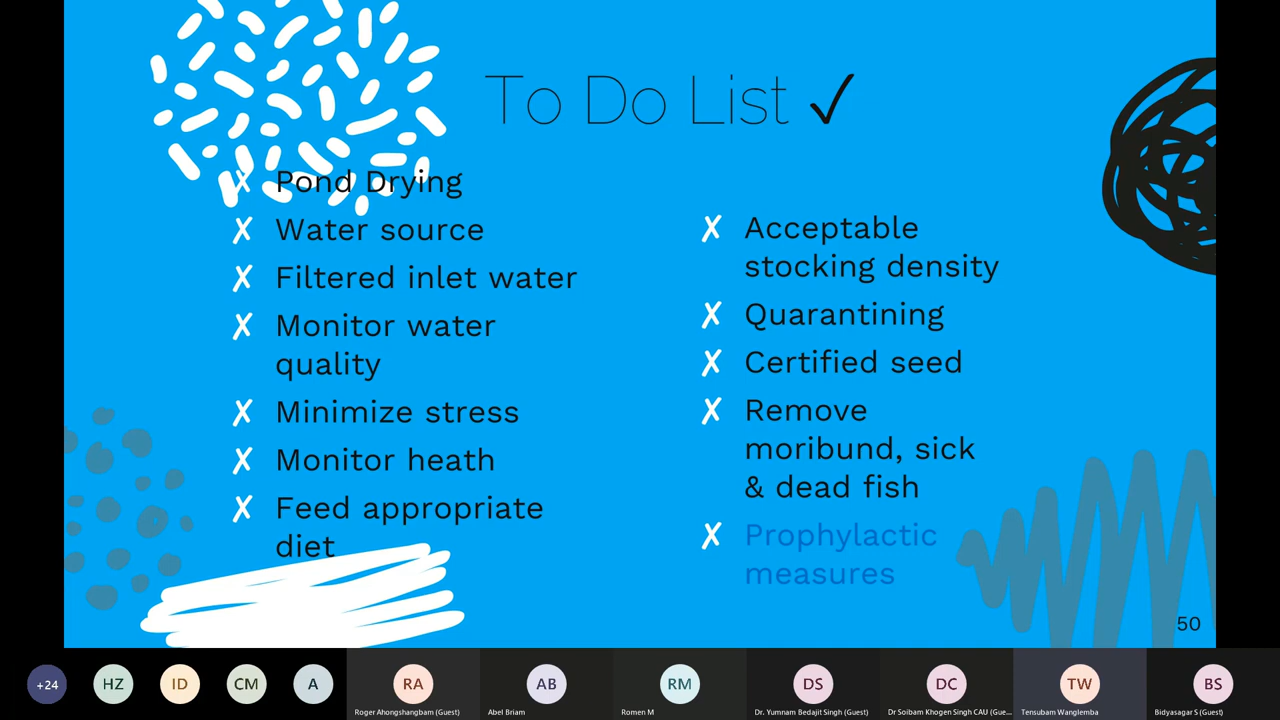 To Do List ✓
✗ Pond Drying
✗ Water source
✗ Filtered inlet water
✗ Monitor water
quality
✗ Minimize stress
✗ Monitor heath
✗ Feed appropriate
diet
✗ Acceptable
stocking density
✗ Quarantining
✗ Certified seed
✗ Remove
moribund, sick
& dead fish
✗ Prophylactic
measures
50
+24
HZ
ID
CM
A
RA
Roger Ahongshangbam (Guest)
AB
Abel Briam
RM
Romen M
DS
Dr. Yumnam Bedajit Singh (Guest)
DC
Dr Soibam Khogen Singh CAU (Gue...
TW
Tensubam Wanglemba
BS
Bidyasagar S (Guest)